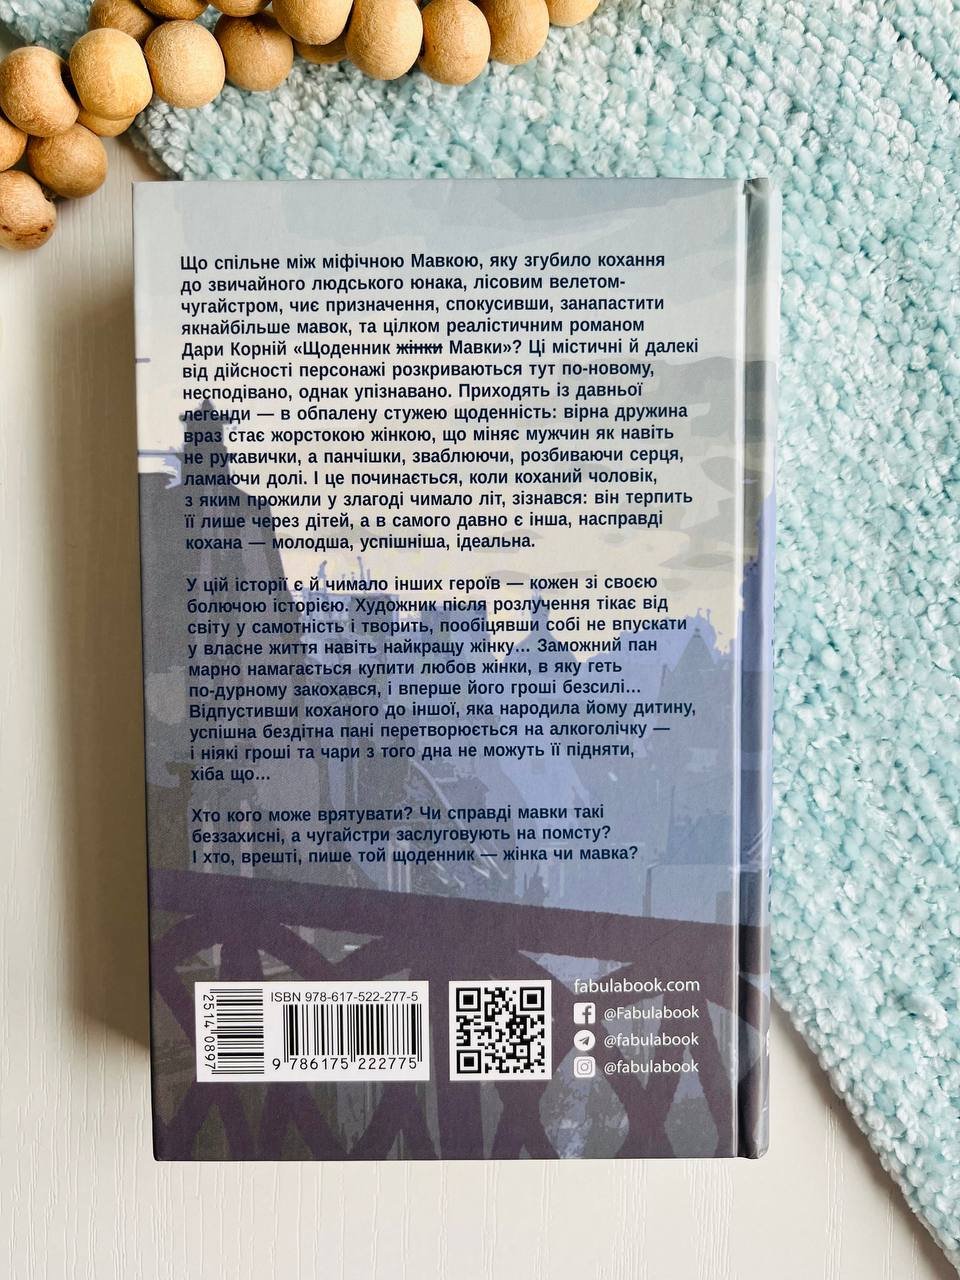 Що спільне між міфічною Мавкою, яку згубило кохання
до звичайного людського юнака, лісовим велетом-
чугайстром, чиє призначення, спокусивши, занапастити
якнайбільше мавок, та цілком реалістичним романом
Дари Корній «Щоденник жінки Мавки»? Ці містичні й далекі
від дійсності персонажі розкриваються тут по-новому,
несподівано, однак упізнавано. Приходять із давньої
легенди — в обпалену стужею щоденність: вірна дружина
враз стає жорстокою жінкою, що міняє мужчин як навіть
не рукавички, а панчішки, зваблюючи, розбиваючи серця,
ламаючи долі. І це починається, коли коханий чоловік,
з яким прожили у злагоді чимало літ, зізнався: він терпить
її лише через дітей, а в самого давно є інша, насправді
кохана — молодша, успішніша, ідеальна.
У цій історії є й чимало інших героїв — кожен зі своєю
болючою історією. Художник після розлучення тікає від
світу у самотність і творить, пообіцявши собі не впускати
у власне життя навіть найкращу жінку… Заможний пан
марно намагається купити любов жінки, в яку геть
по-дурному закохався, і вперше його гроші безсилі…
Відпустивши коханого до іншої, яка народила йому дитину,
успішна бездітна пані перетворюється на алкоголічку —
і ніякі гроші та чари з того дна не можуть її підняти,
хіба що…
Хто кого може врятувати? Чи справді мавки такі
беззахисні, а чугайстри заслуговують на помсту?
І хто, врешті, пише той щоденник — жінка чи мавка?
2514 0897
ISBN 978-617-522-277-5
9 786175 222775
fabulabook.com
@Fabulabook
@fabulabook
@fabulabook